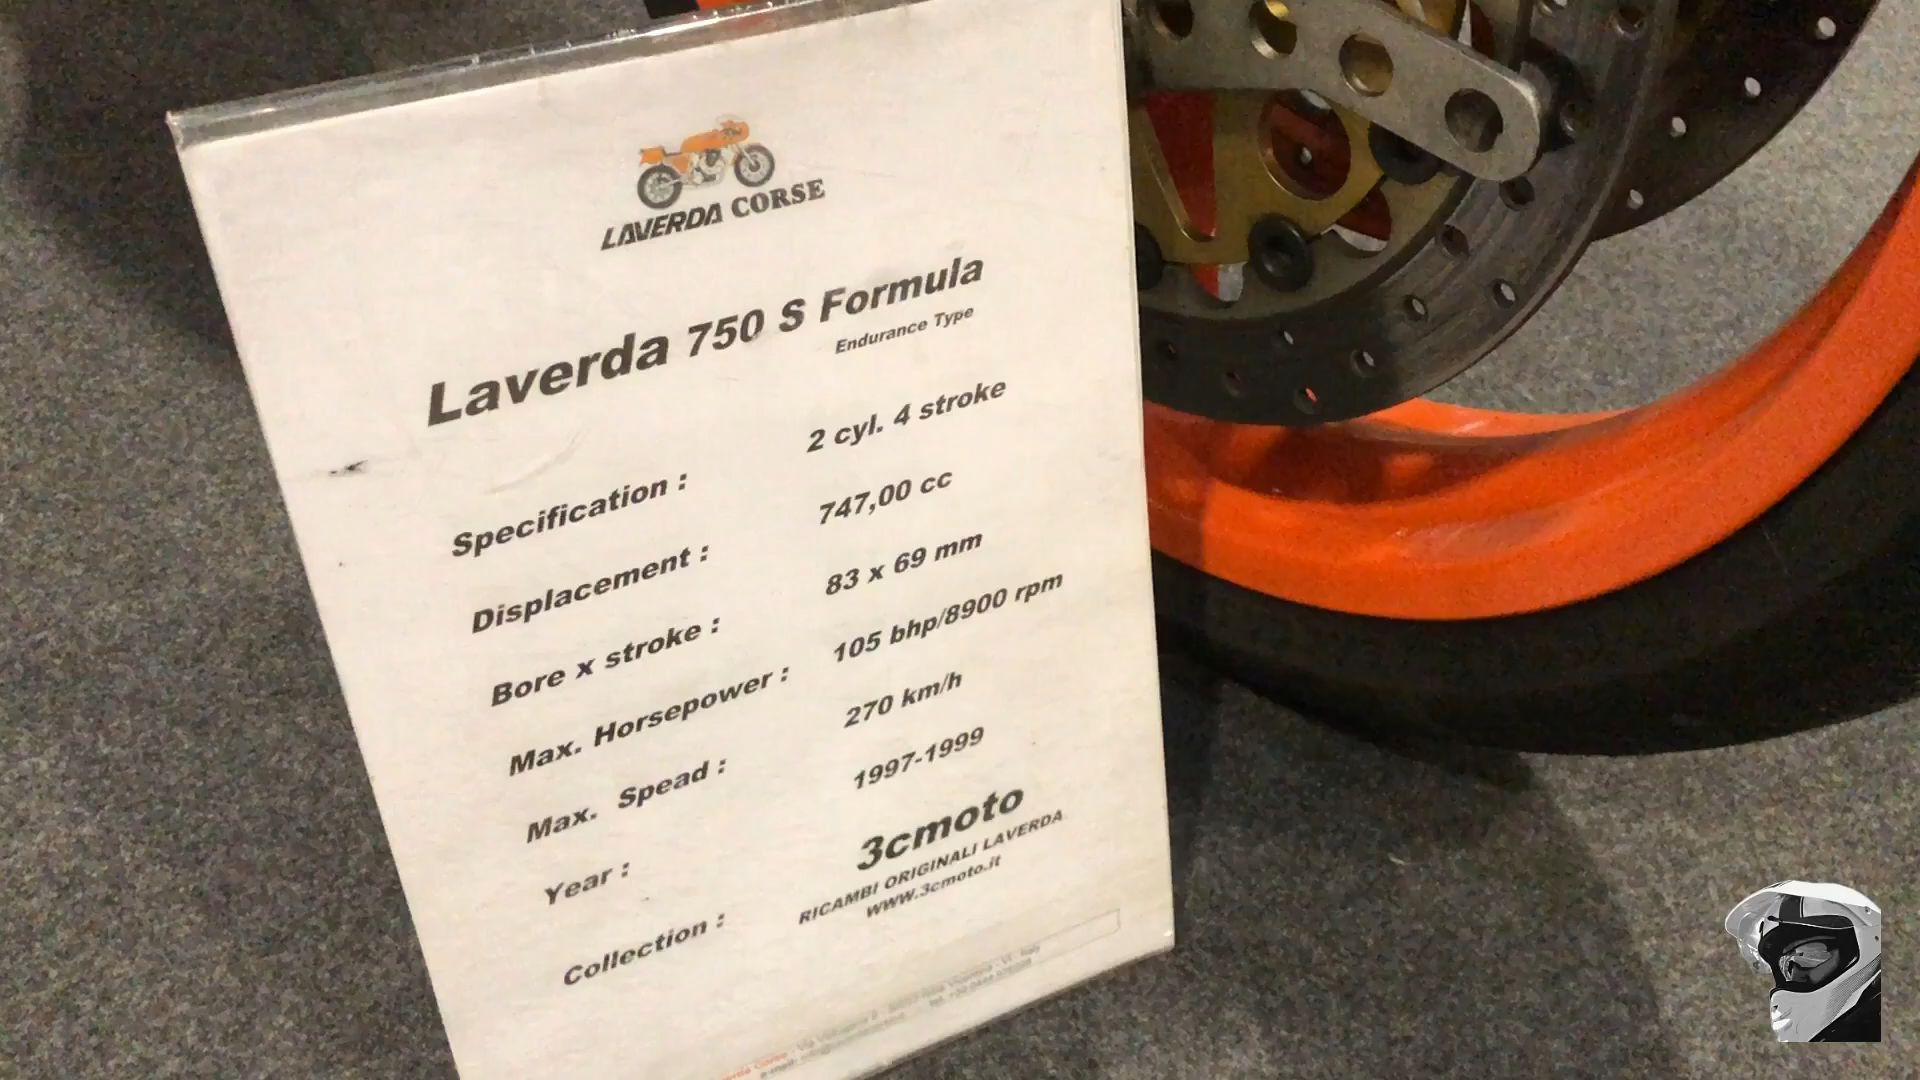 LAVERDA CORSE
Laverda 750 S Formula
Endurance Type
Specification : 2 cyl. 4 stroke
Displacement : 747,00 cc
Bore x stroke : 83 x 69 mm
Max. Horsepower : 105 bhp/8900 rpm
Max. Spead : 270 km/h
Year : 1997-1999
Collection : 3cmoto
RICAMBI ORIGINALI LAVERDA
www.3cmoto.it